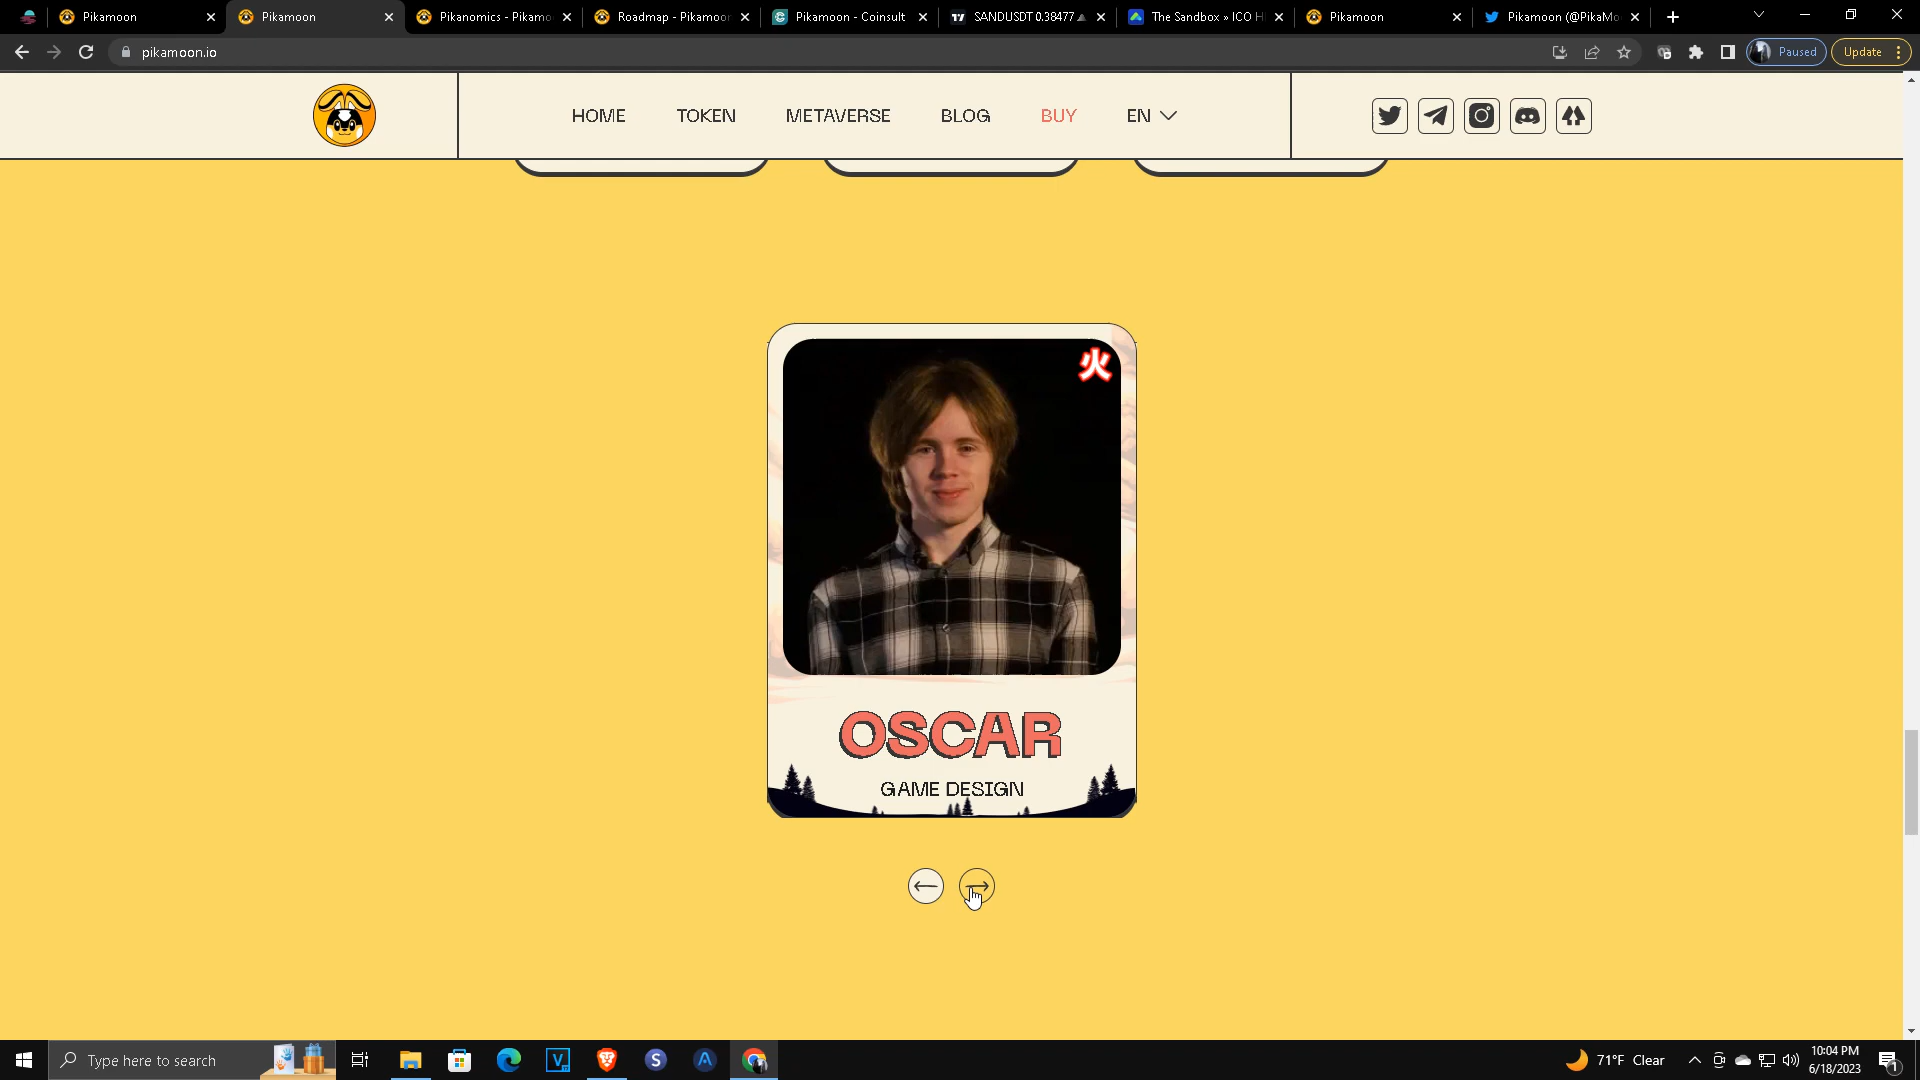 Pikamoon
Pikamoon
Pikanomics - Pikamo
Roadmap - Pikamoon
Pikamoon - Coinsult
SANDUSDT 0.38477
The Sandbox » ICO H
Pikamoon
Pikamoon (@PikaMo
pikamoon.io
Paused
Update
HOME
TOKEN
METAVERSE
BLOG
BUY
EN
火
OSCAR
GAME DESIGN
Type here to search
V
S
A
71°F Clear
10:04 PM
6/18/2023
1